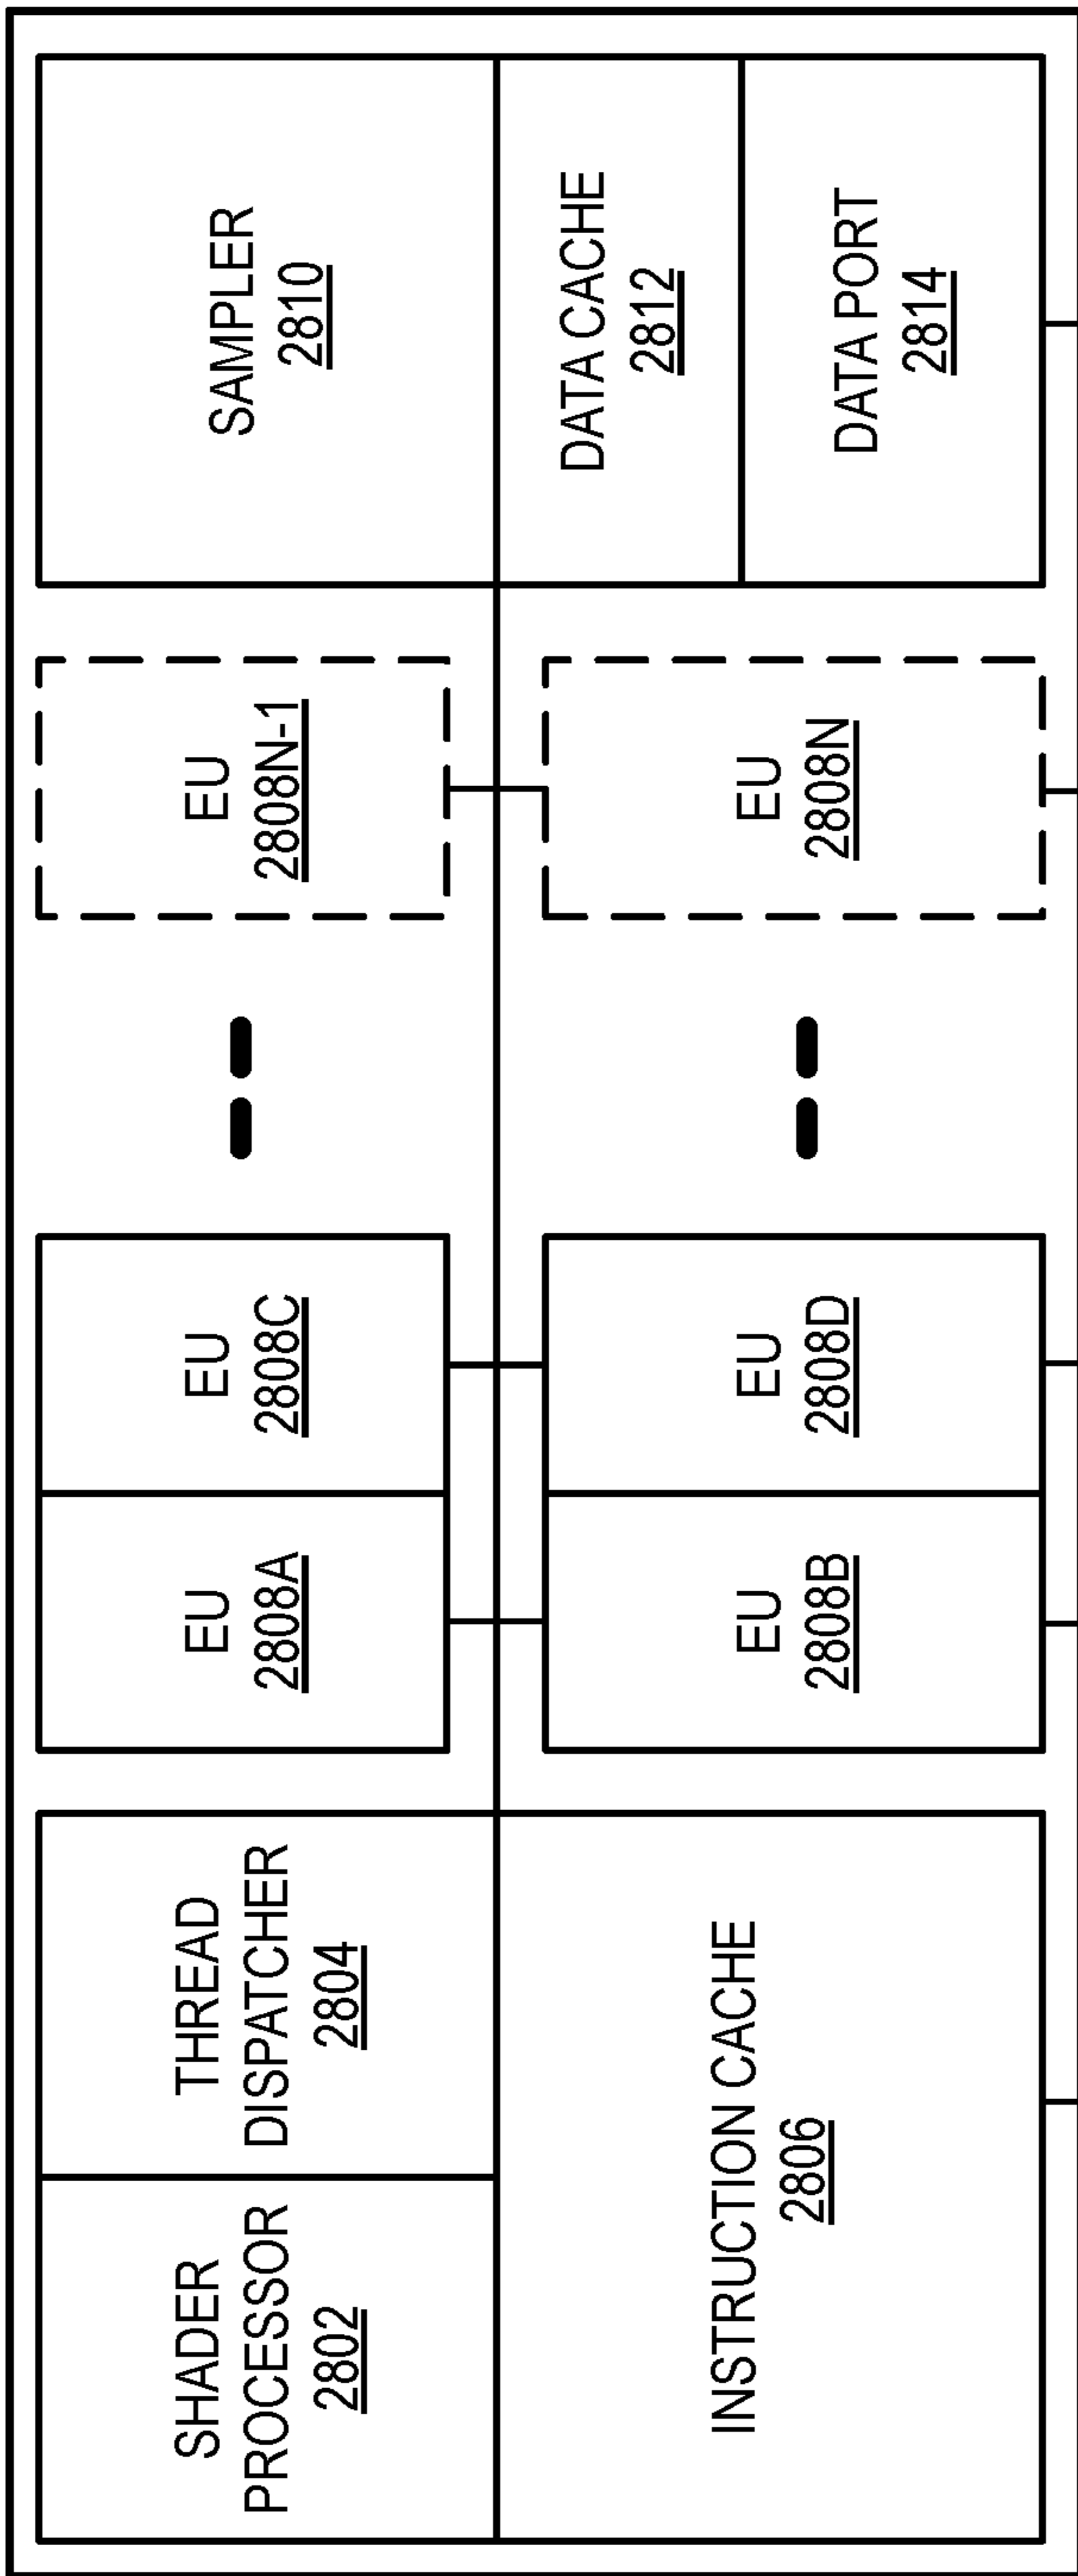 SHADER
PROCESSOR
2802
THREAD
DISPATCHER
2804
INSTRUCTION CACHE
2806
EU
2808A
EU
2808C
EU
2808B
EU
2808D
EU
2808N-1
EU
2808N
SAMPLER
2810
DATA CACHE
2812
DATA PORT
2814